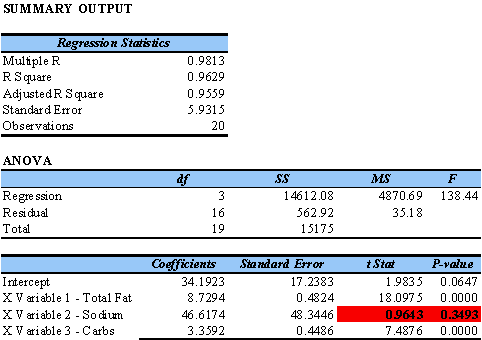 SUMMARY OUTPUT
Regression Statistics
Multiple R 0.9813
R Square 0.9629
Adjusted R Square 0.9559
Standard Error 5.9315
Observations 20
ANOVA
df SS MS F
Regression 3 14612.08 4870.69 138.44
Residual 16 562.92 35.18
Total 19 15175
Coefficients Standard Error t Stat P-value
Intercept 34.1923 17.2383 1.9835 0.0647
X Variable 1 - Total Fat 8.7294 0.4824 18.0975 0.0000
X Variable 2 - Sodium 46.6174 48.3446 0.9643 0.3493
X Variable 3 - Carbs 3.3592 0.4486 7.4876 0.0000